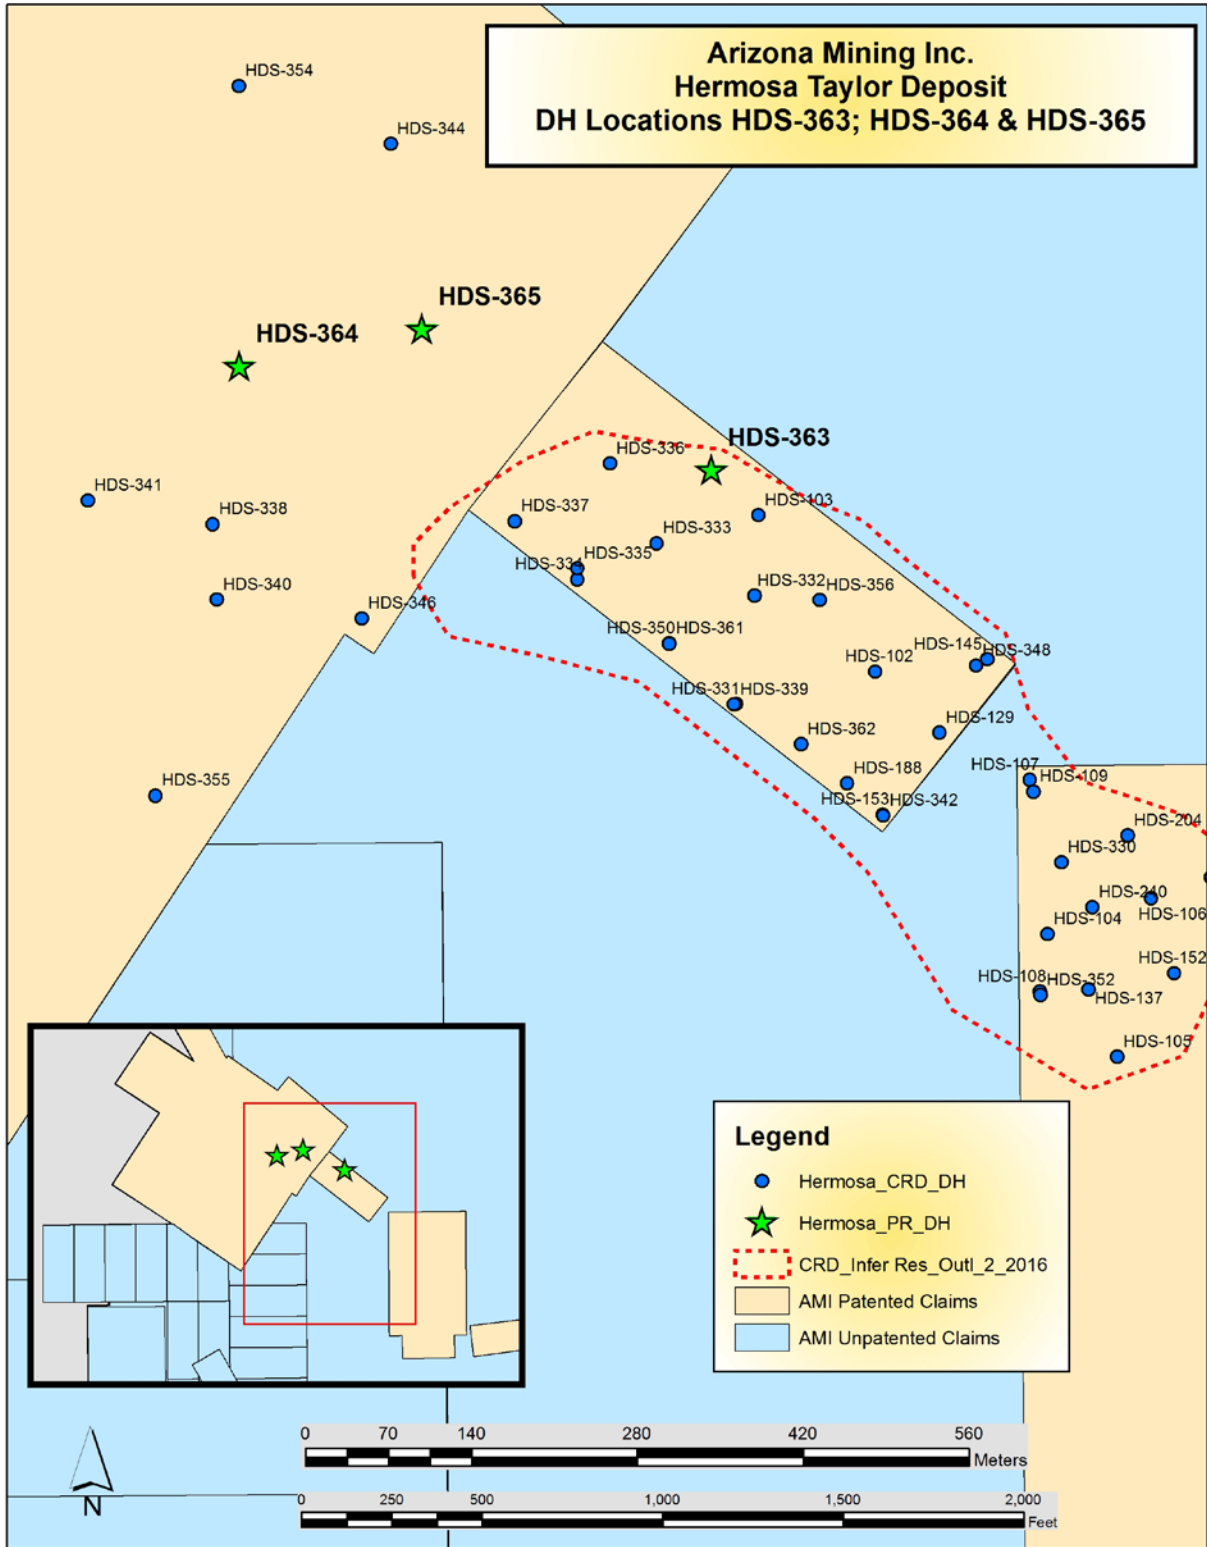 Arizona Mining Inc.
Hermosa Taylor Deposit
DH Locations HDS-363; HDS-364 & HDS-365
HDS-354
HDS-344
HDS-365
HDS-364
HDS-363
HDS-336
HDS-341
HDS-338
HDS-337
HDS-103
HDS-333
HDS-335
HDS-334
HDS-340
HDS-346
HDS-332
HDS-356
HDS-350
HDS-361
HDS-145
HDS-348
HDS-102
HDS-331
HDS-339
HDS-129
HDS-362
HDS-355
HDS-188
HDS-107
HDS-109
HDS-153
HDS-342
HDS-204
HDS-330
HDS-240
HDS-106
HDS-104
HDS-152
HDS-108
HDS-352
HDS-137
HDS-105
Legend
Hermosa_CRD_DH
Hermosa_PR_DH
CRD_Infer Res_Outl_2_2016
AMI Patented Claims
AMI Unpatented Claims
0 70 140 280 420 560
Meters
0 250 500 1,000 1,500 2,000
Feet
N